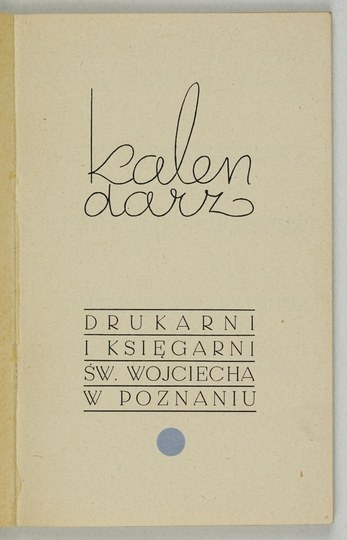 kalen
darz
DRUKARNI
I KSIĘGARNI
ŚW. WOJCIECHA
W POZNANIU